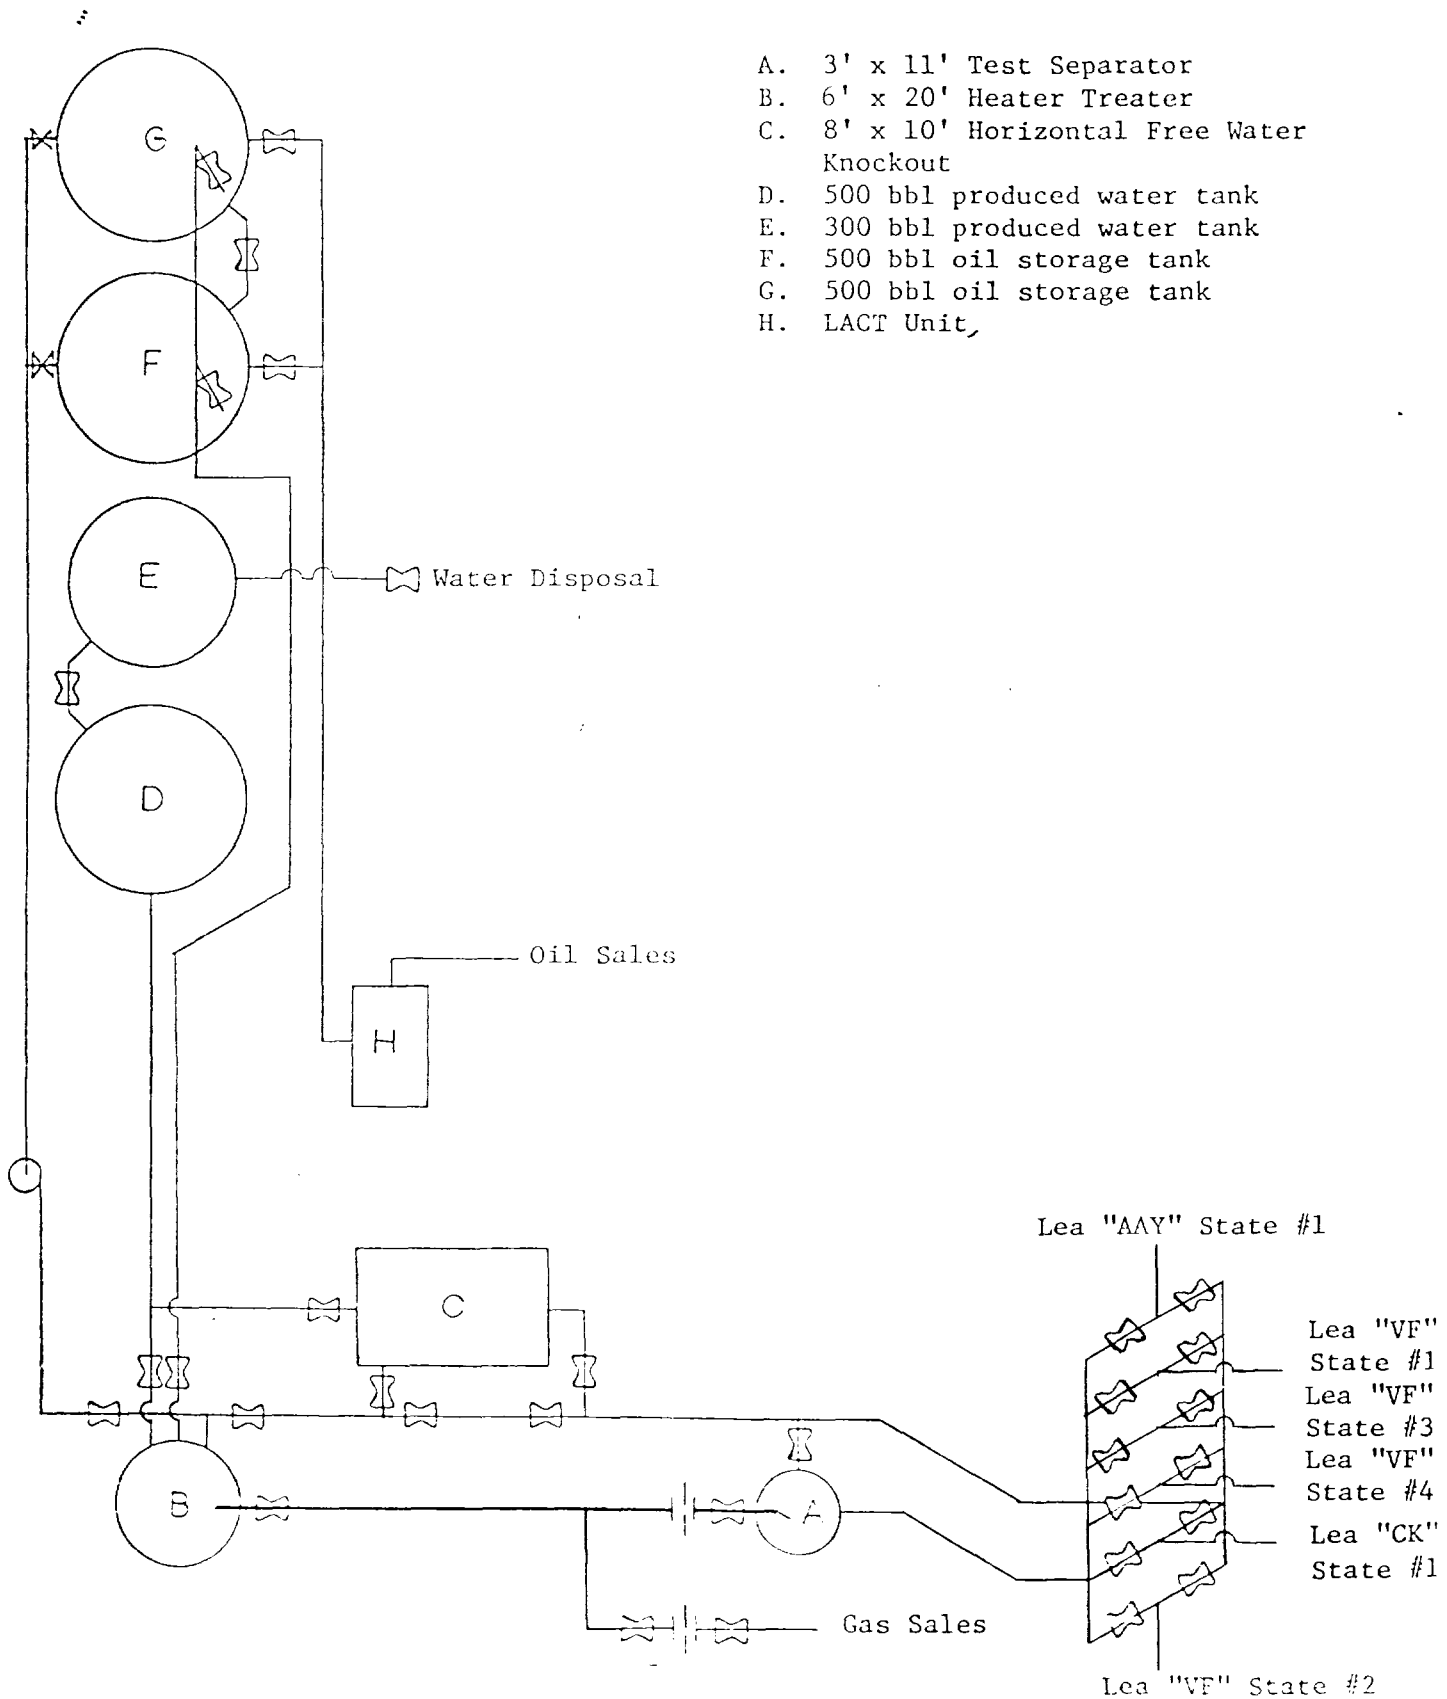 A. 3' x 11' Test Separator
B. 6' x 20' Heater Treater
C. 8' x 10' Horizontal Free Water
Knockout
D. 500 bbl produced water tank
E. 300 bbl produced water tank
F. 500 bbl oil storage tank
G. 500 bbl oil storage tank
H. LACT Unit
G
F
E
Water Disposal
D
Oil Sales
H
Lea "AAY" State #1
C
Lea "VF"
State #1
Lea "VF"
State #3
Lea "VF"
State #4
B
A
Lea "CK"
State #1
Gas Sales
Lea "VF" State #2